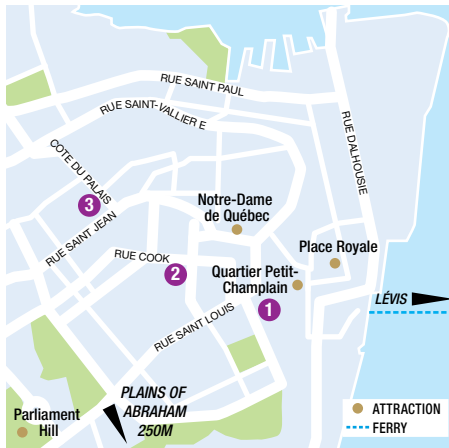 RUE SAINT PAUL
RUE SAINT-VALLIER E
RUE DALHOUSIE
COTE DU PALAIS
3
Notre-Dame
de Québec
RUE SAINT JEAN
Place Royale
RUE COOK
2
Quartier Petit-
Champlain
1
LÉVIS
RUE SAINT LOUIS
PLAINS OF
ABRAHAM
250M
Parliament
Hill
ATTRACTION
FERRY